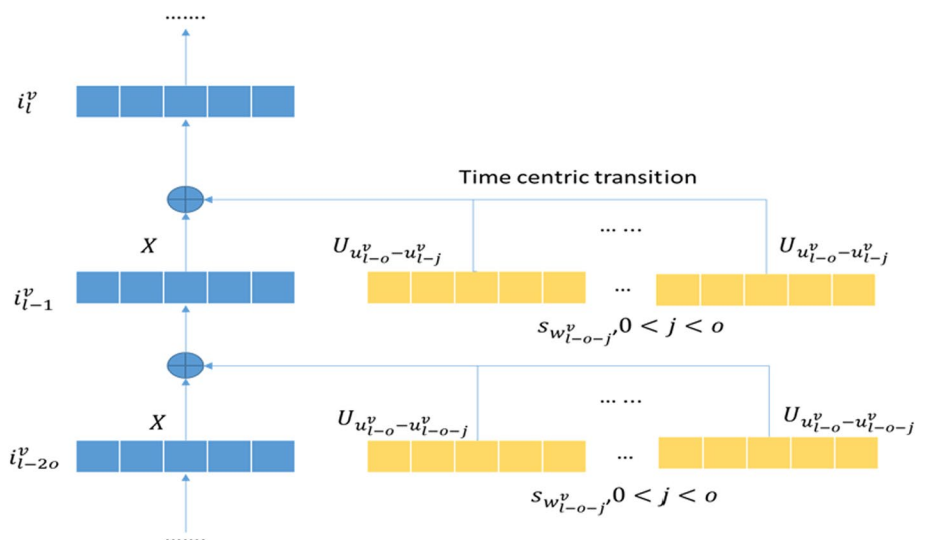 .......
i_l^v
Time centric transition
... ...
X
U_{u_{l-o}^v-u_{l-j}^v}
U_{u_{l-o}^v-u_{l-j}^v}
i_{l-1}^v
...
s_{w_{l-o-j}^v},0 < j < o
... ...
X
U_{u_{l-o}^v-u_{l-o-j}^v}
U_{u_{l-o}^v-u_{l-o-j}^v}
i_{l-2o}^v
...
s_{w_{l-o-j}^v},0 < j < o
.......